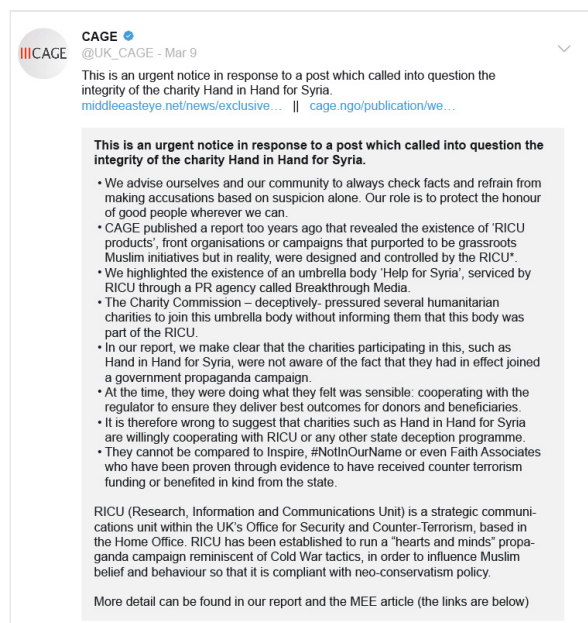 CAGE
@UK_CAGE - Mar 9
IIICAGE
This is an urgent notice in response to a post which called into question the
integrity of the charity Hand in Hand for Syria.
middleeasteye.net/news/exclusive... || cage.ngo/publication/we...
This is an urgent notice in response to a post which called into question the
integrity of the charity Hand in Hand for Syria.
• We advise ourselves and our community to always check facts and refrain from
making accusations based on suspicion alone. Our role is to protect the honour
of good people wherever we can.
• CAGE published a report too years ago that revealed the existence of ‘RICU
products’, front organisations or campaigns that purported to be grassroots
Muslim initiatives but in reality, were designed and controlled by the RICU*.
• We highlighted the existence of an umbrella body ‘Help for Syria’, serviced by
RICU through a PR agency called Breakthrough Media.
• The Charity Commission – deceptively- pressured several humanitarian
charities to join this umbrella body without informing them that this body was
part of the RICU.
• In our report, we make clear that the charities participating in this, such as
Hand in Hand for Syria, were not aware of the fact that they had in effect joined
a government propaganda campaign.
• At the time, they were doing what they felt was sensible: cooperating with the
regulator to ensure they deliver best outcomes for donors and beneficiaries.
• It is therefore wrong to suggest that charities such as Hand in Hand for Syria
are willingly cooperating with RICU or any other state deception programme.
• They cannot be compared to Inspire, #NotInOurName or even Faith Associates
who have been proven through evidence to have received counter terrorism
funding or benefited in kind from the state.
RICU (Research, Information and Communications Unit) is a strategic communi-
cations unit within the UK’s Office for Security and Counter-Terrorism, based in
the Home Office. RICU has been established to run a “hearts and minds” propa-
ganda campaign reminiscent of Cold War tactics, in order to influence Muslim
belief and behaviour so that it is compliant with neo-conservatism policy.
More detail can be found in our report and the MEE article (the links are below)